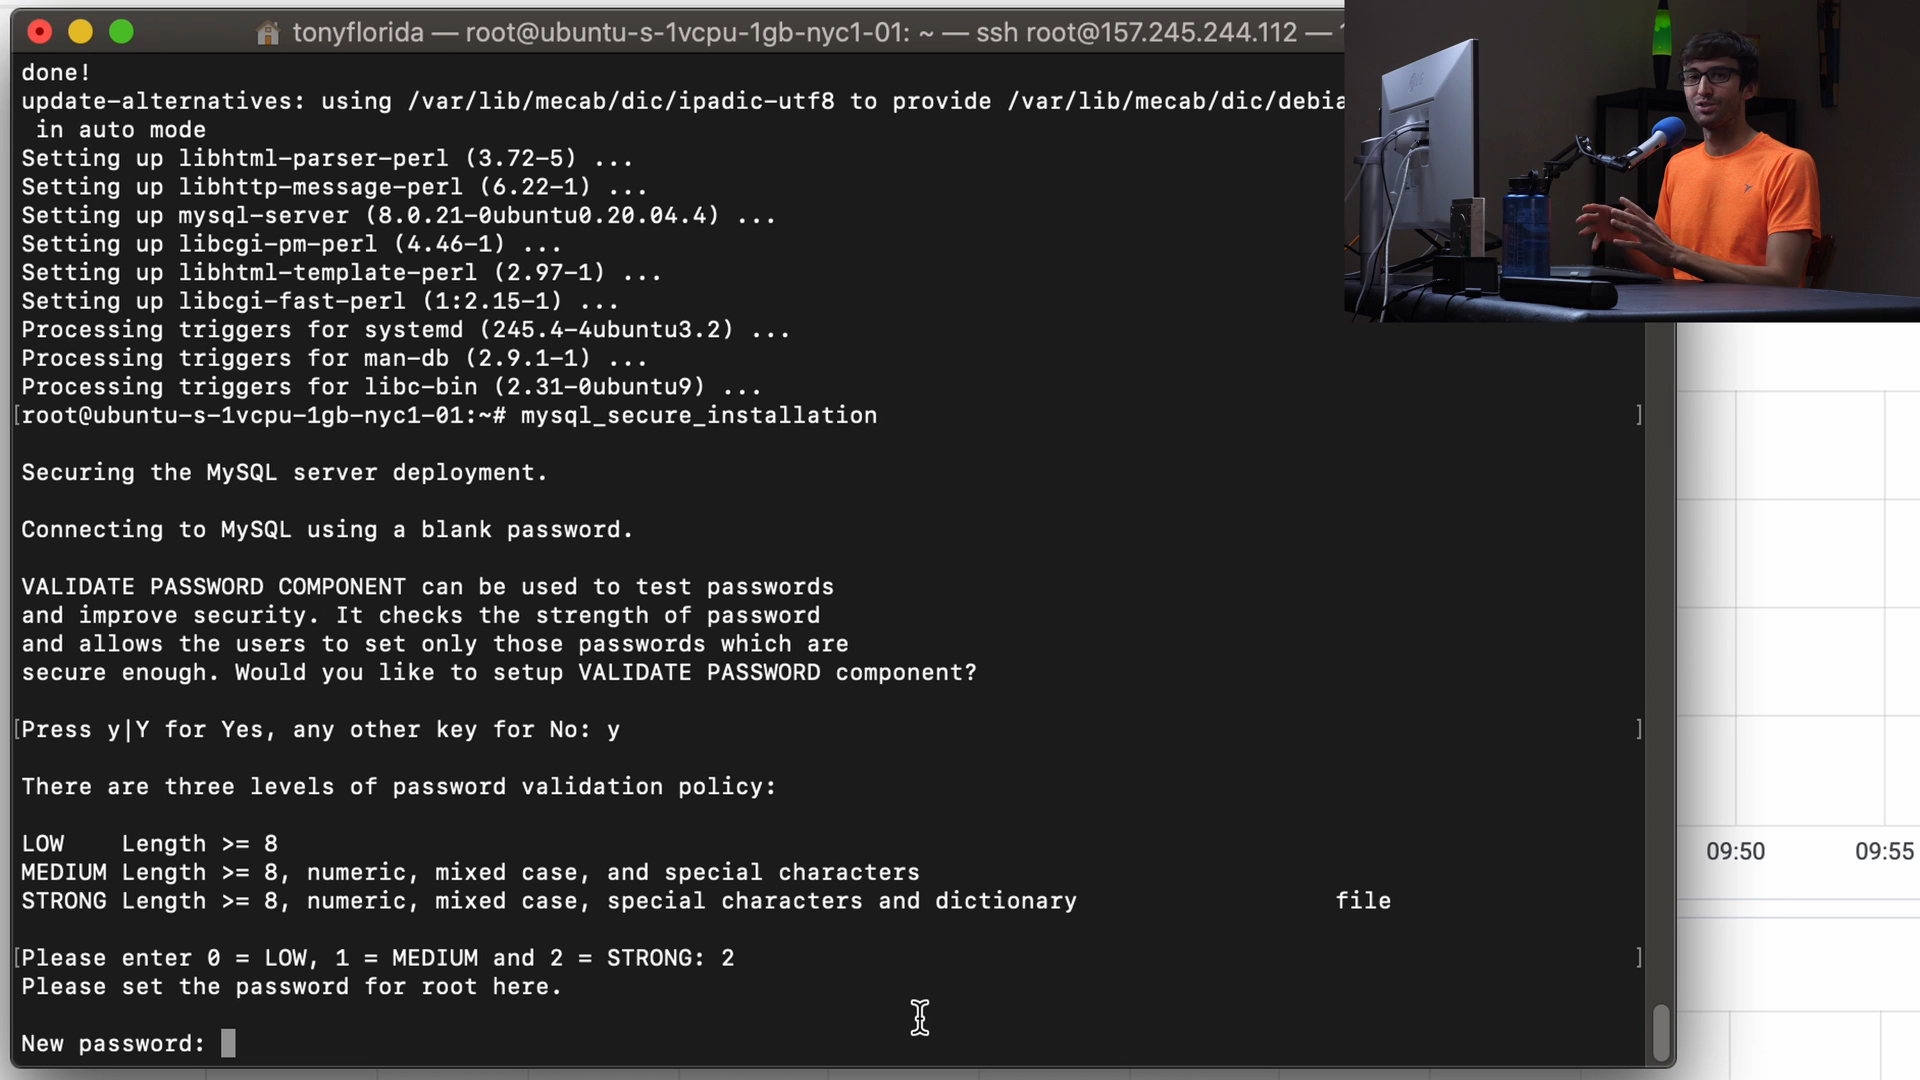 tonyflorida — root@ubuntu-s-1vcpu-1gb-nyc1-01: ~ — ssh root@157.245.244.112 —
done!
update-alternatives: using /var/lib/mecab/dic/ipadic-utf8 to provide /var/lib/mecab/dic/debia
in auto mode
Setting up libhtml-parser-perl (3.72-5) ...
Setting up libhttp-message-perl (6.22-1) ...
Setting up mysql-server (8.0.21-0ubuntu0.20.04.4) ...
Setting up libcgi-pm-perl (4.46-1) ...
Setting up libhtml-template-perl (2.97-1) ...
Setting up libcgi-fast-perl (1:2.15-1) ...
Processing triggers for systemd (245.4-4ubuntu3.2) ...
Processing triggers for man-db (2.9.1-1) ...
Processing triggers for libc-bin (2.31-0ubuntu9) ...
[root@ubuntu-s-1vcpu-1gb-nyc1-01:~# mysql_secure_installation ]
Securing the MySQL server deployment.
Connecting to MySQL using a blank password.
VALIDATE PASSWORD COMPONENT can be used to test passwords
and improve security. It checks the strength of password
and allows the users to set only those passwords which are
secure enough. Would you like to setup VALIDATE PASSWORD component?
[Press y|Y for Yes, any other key for No: y ]
There are three levels of password validation policy:
LOW    Length >= 8
MEDIUM Length >= 8, numeric, mixed case, and special characters
STRONG Length >= 8, numeric, mixed case, special characters and dictionary                  file
[Please enter 0 = LOW, 1 = MEDIUM and 2 = STRONG: 2 ]
Please set the password for root here.
New password:
09:50 09:55